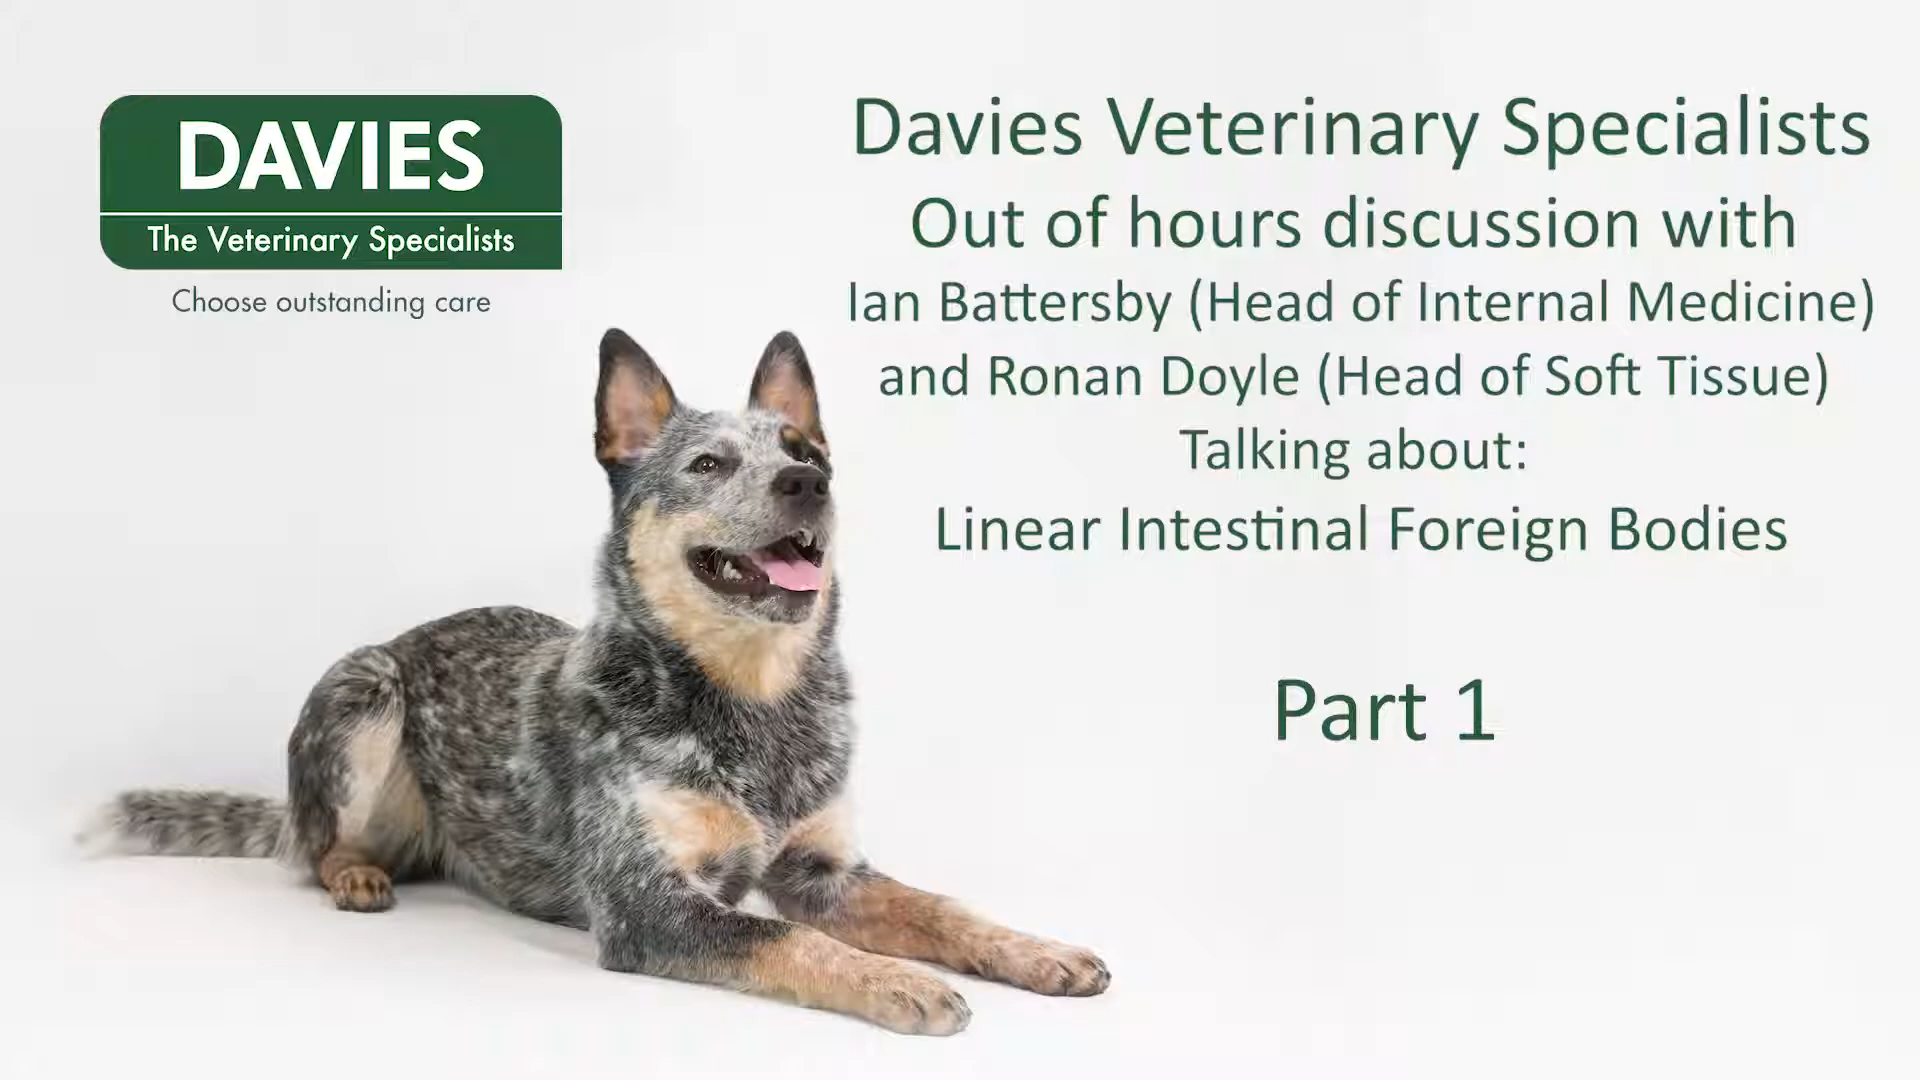 DAVIES
The Veterinary Specialists
Choose outstanding care
Davies Veterinary Specialists
Out of hours discussion with
Ian Battersby (Head of Internal Medicine)
and Ronan Doyle (Head of Soft Tissue)
Talking about:
Linear Intestinal Foreign Bodies
Part 1